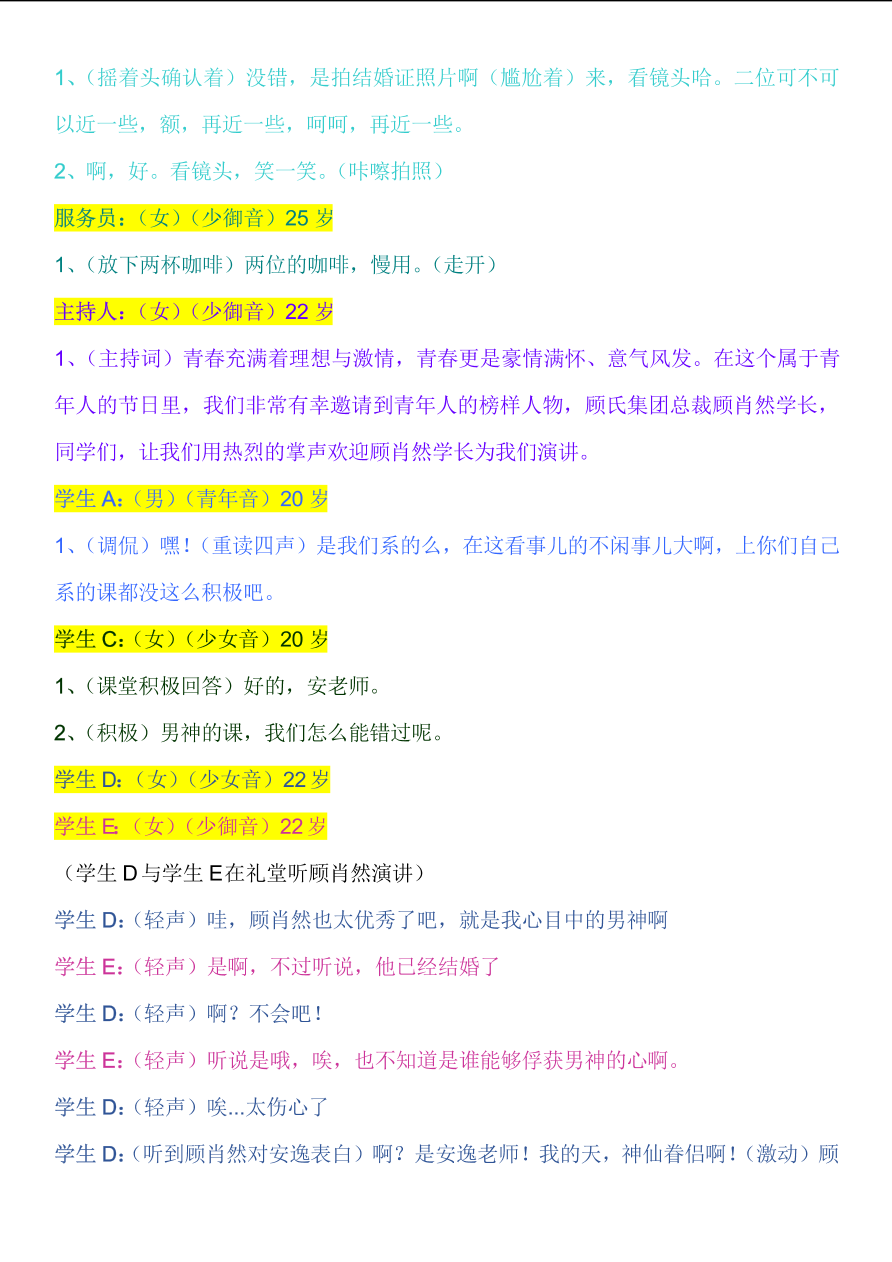 1、（摇着头确认着）没错，是拍结婚证照片啊（尴尬着）来，看镜头哈。二位可不可
以近一些，额，再近一些，呵呵，再近一些。
2、啊，好。看镜头，笑一笑。（咔嚓拍照）
服务员：（女）（少御音）25 岁
1、（放下两杯咖啡）两位的咖啡，慢用。（走开）
主持人：（女）（少御音）22 岁
1、（主持词）青春充满着理想与激情，青春更是豪情满怀、意气风发。在这个属于青
年人的节日里，我们非常有幸邀请到青年人的榜样人物，顾氏集团总裁顾肖然学长，
同学们，让我们用热烈的掌声欢迎顾肖然学长为我们演讲。
学生 A：（男）（青年音）20 岁
1、（调侃）嘿！（重读四声）是我们系的么，在这看事儿的不闲事儿大啊，上你们自己
系的课都没这么积极吧。
学生 C：（女）（少女音）20 岁
1、（课堂积极回答）好的，安老师。
2、（积极）男神的课，我们怎么能错过呢。
学生 D：（女）（少女音）22 岁
学生 E：（女）（少御音）22 岁
（学生 D 与学生 E 在礼堂听顾肖然演讲）
学生 D：（轻声）哇，顾肖然也太优秀了吧，就是我心目中的男神啊
学生 E：（轻声）是啊，不过听说，他已经结婚了
学生 D：（轻声）啊？不会吧！
学生 E：（轻声）听说是哦，唉，也不知道是谁能够俘获男神的心啊。
学生 D：（轻声）唉...太伤心了
学生 D：（听到顾肖然对安逸表白）啊？是安逸老师！我的天，神仙眷侣啊！（激动）顾